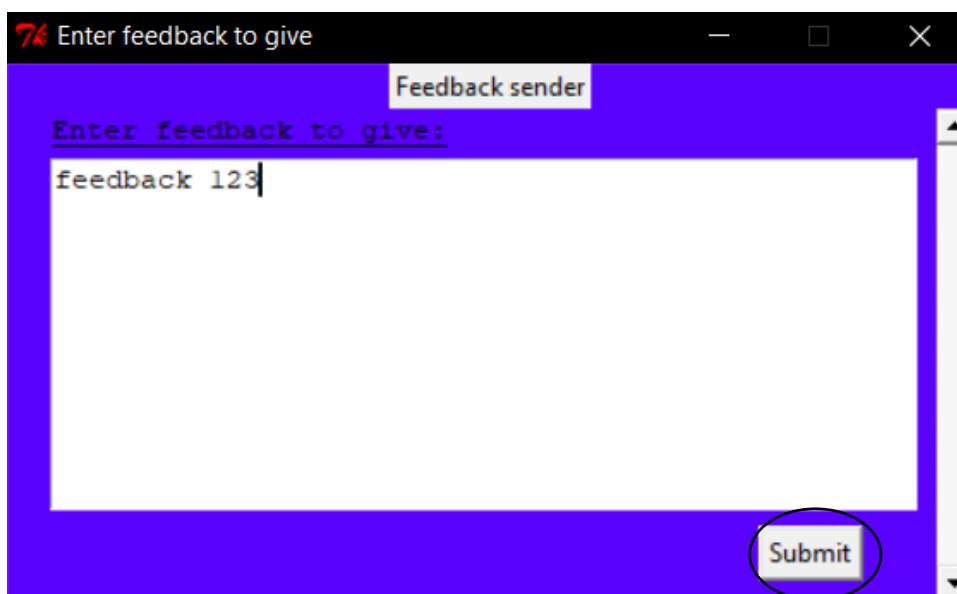 Enter feedback to give
Feedback sender
Enter feedback to give:
feedback 123
Submit